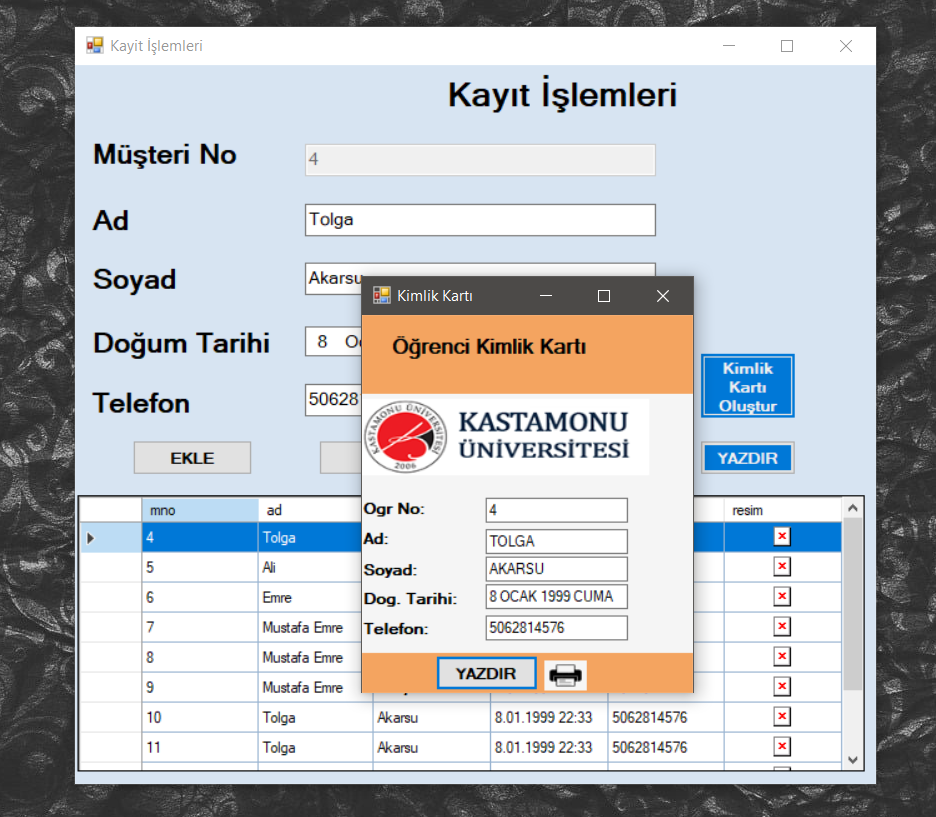 Kayit İşlemleri
Kayıt İşlemleri
Müşteri No
4
Ad
Tolga
Soyad
Akarsu
Doğum Tarihi
8
Telefon
50628
Kimlik
Kartı
Oluştur
EKLE
YAZDIR
Kimlik Kartı
Öğrenci Kimlik Kartı
KASTAMONU ÜNİVERSİTESİ
2006
KASTAMONU
ÜNİVERSİTESİ
Ogr No: 4
Ad: TOLGA
Soyad: AKARSU
Dog. Tarihi: 8 OCAK 1999 CUMA
Telefon: 5062814576
YAZDIR
mno ad resim
4 Tolga
5 Ali
6 Emre
7 Mustafa Emre
8 Mustafa Emre
9 Mustafa Emre
10 Tolga Akarsu 8.01.1999 22:33 5062814576
11 Tolga Akarsu 8.01.1999 22:33 5062814576